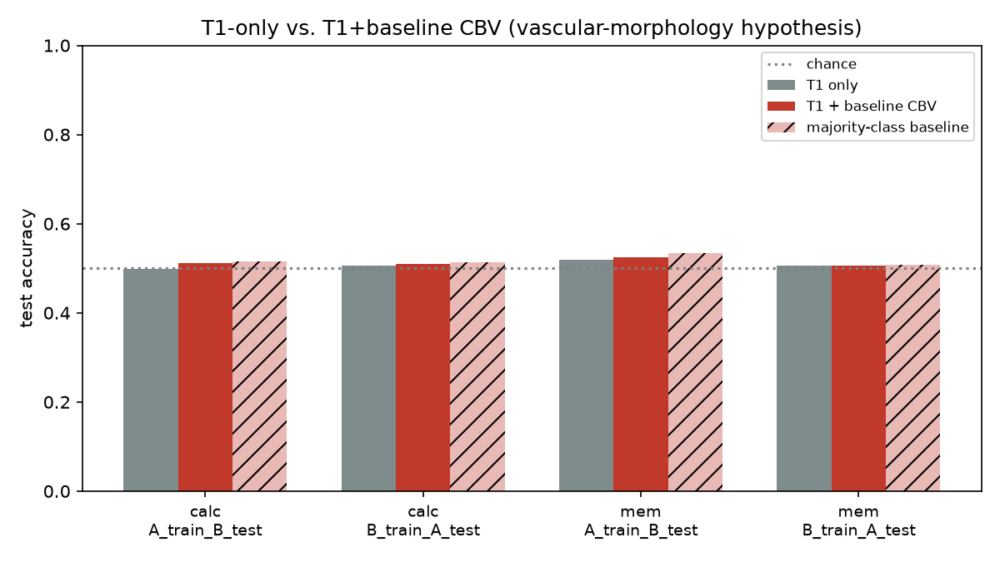 T1-only vs. T1+baseline CBV (vascular-morphology hypothesis)
chance
T1 only
T1 + baseline CBV
majority-class baseline
test accuracy
1.0
0.8
0.6
0.4
0.2
0.0
calc
A_train_B_test
calc
B_train_A_test
mem
A_train_B_test
mem
B_train_A_test